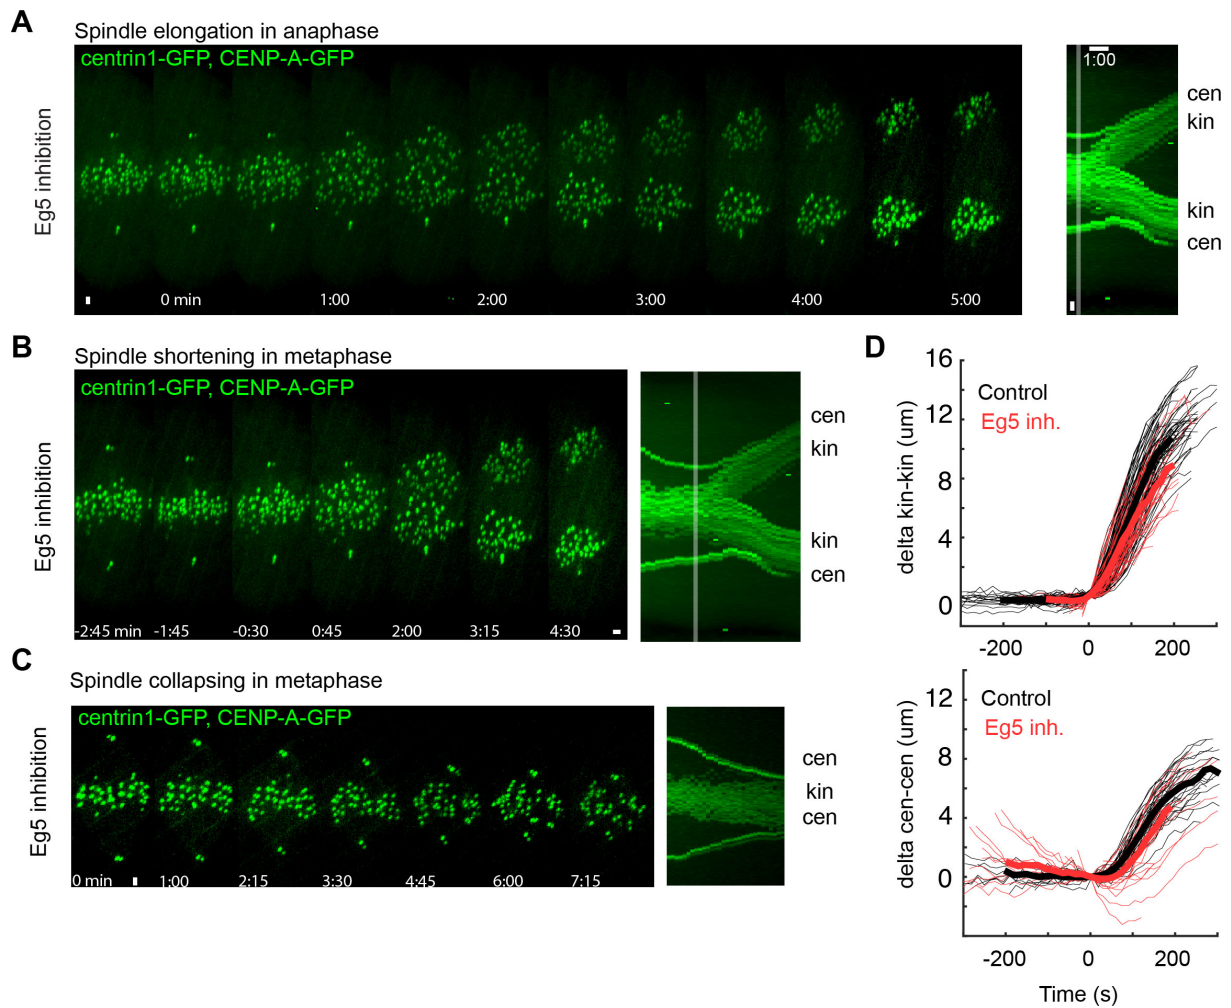 A
Spindle elongation in anaphase
centrin1-GFP, CENP-A-GFP
Eg5 inhibition
0 min 1:00 2:00 3:00 4:00 5:00
1:00
cen
kin
kin
cen
B
Spindle shortening in metaphase
centrin1-GFP, CENP-A-GFP
Eg5 inhibition
-2:45 min -1:45 -0:30 0:45 2:00 3:15 4:30
cen
kin
kin
cen
C
Spindle collapsing in metaphase
centrin1-GFP, CENP-A-GFP
Eg5 inhibition
0 min 1:00 2:15 3:30 4:45 6:00 7:15
cen
kin
cen
D
delta kin-kin (um)
16
12
8
4
0
Control
Eg5 inh.
-200 0 200
delta cen-cen (um)
12
8
4
0
Control
Eg5 inh.
-200 0 200
Time (s)